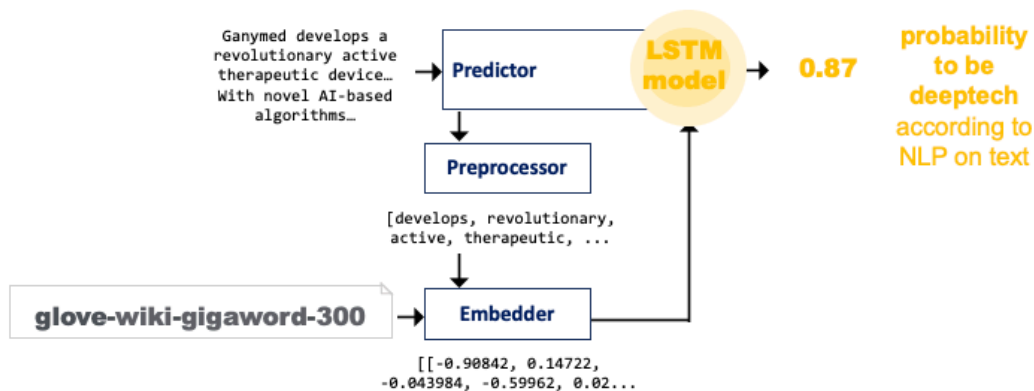 Ganymed develops a
revolutionary active
therapeutic device…
With novel AI-based
algorithms…
Predictor
LSTM
model
0.87
probability
to be
deeptech
according to
NLP on text
Preprocessor
[develops, revolutionary,
active, therapeutic, ...
glove-wiki-gigaword-300
Embedder
[[-0.90842, 0.14722,
-0.043984, -0.59962, 0.02...